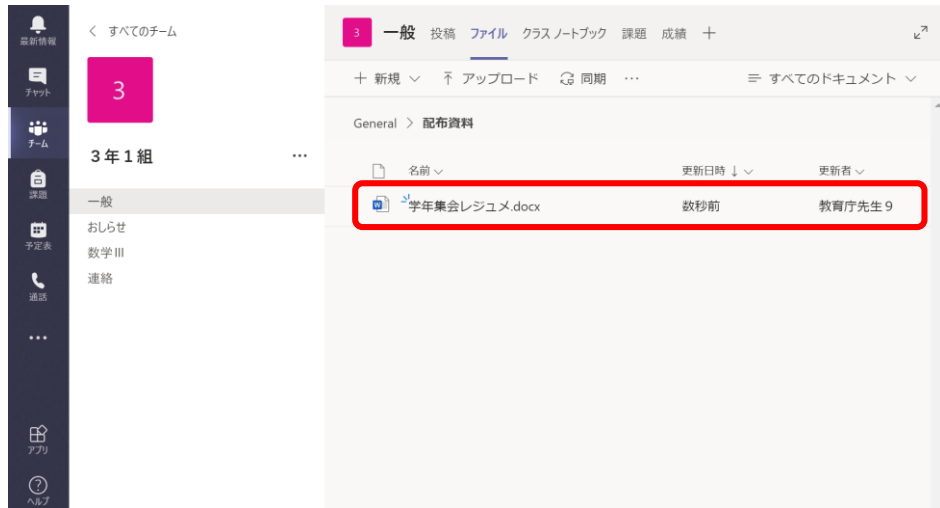 最新情報
チャット
チーム
課題
予定表
通話
アプリ
ヘルプ
すべてのチーム
3
3年1組
一般
おしらせ
数学III
連絡
3 一般 投稿 ファイル クラス ノートブック 課題 成績
新規 アップロード 同期 すべてのドキュメント
General > 配布資料
名前 更新日時 ↓ 更新者
学年集会レジュメ.docx 数秒前 教育庁先生9